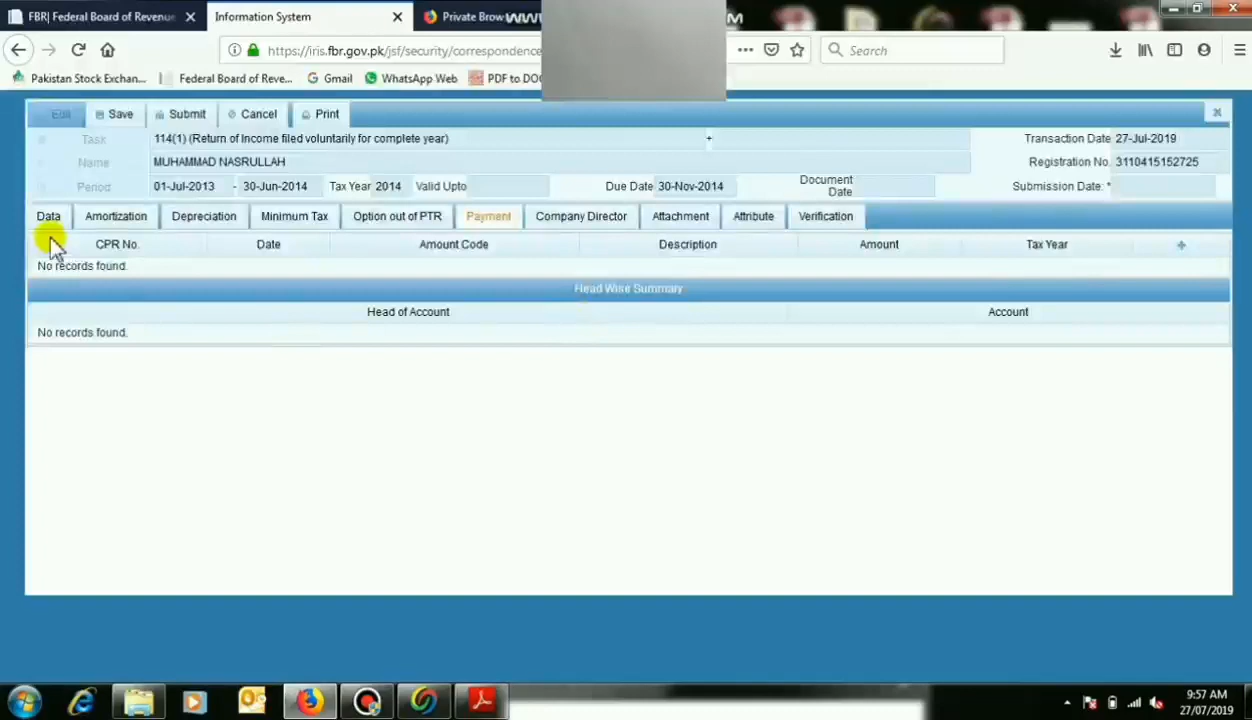 FBR| Federal Board of Revenue
Information System
Private Brow
WWW
M
https://iris.fbr.gov.pk/jsf/security/correspondence
Search
Pakistan Stock Exchan...
Federal Board of Reve...
Gmail
WhatsApp Web
PDF to DOC
Edit
Save
Submit
Cancel
Print
Task
114(1) (Return of Income filed voluntarily for complete year)
+
Transaction Date 27-Jul-2019
Name
MUHAMMAD NASRULLAH
Registration No. 3110415152725
Period
01-Jul-2013 - 30-Jun-2014
Tax Year 2014
Valid Upto
Due Date 30-Nov-2014
Document Date
Submission Date: *
Data
Amortization
Depreciation
Minimum Tax
Option out of PTR
Payment
Company Director
Attachment
Attribute
Verification
CPR No.
Date
Amount Code
Description
Amount
Tax Year
+
No records found.
Head Wise Summary
Head of Account
Account
No records found.
9:57 AM
27/07/2019